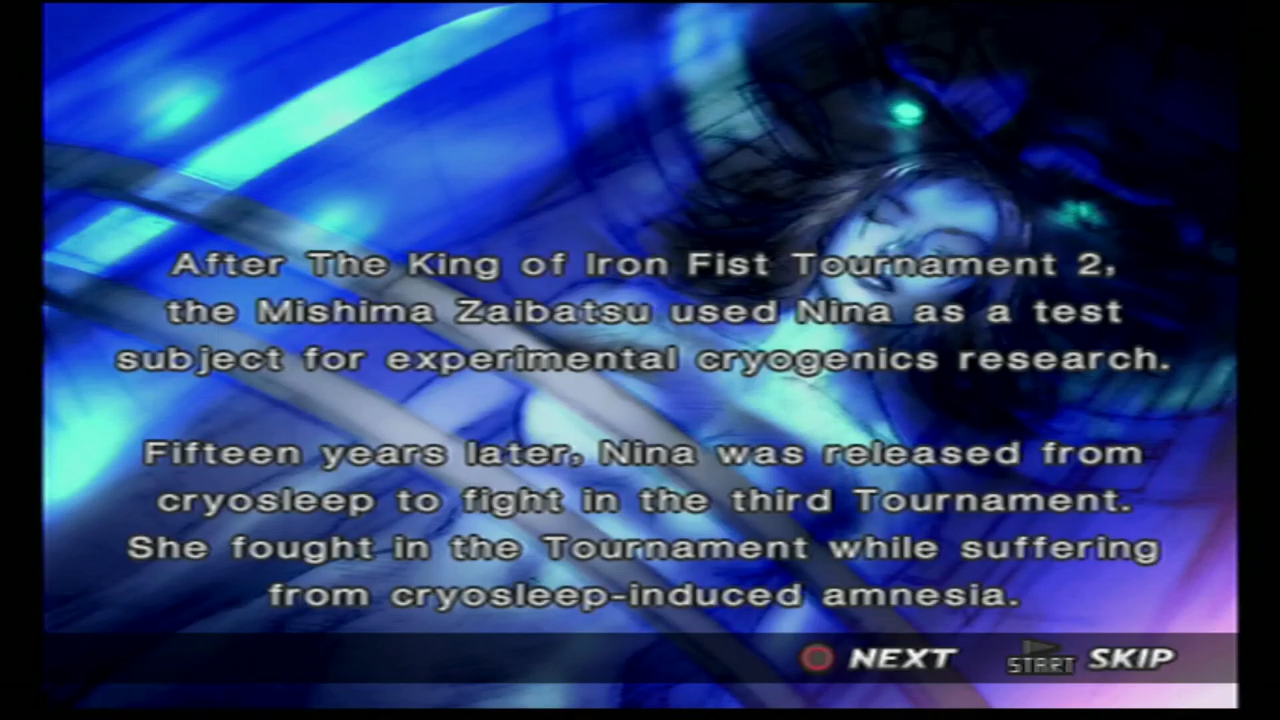 After The King of Iron Fist Tournament 2,
the Mishima Zaibatsu used Nina as a test
subject for experimental cryogenics research.
Fifteen years later, Nina was released from
cryosleep to fight in the third Tournament.
She fought in the Tournament while suffering
from cryosleep-induced amnesia.
NEXT START SKIP